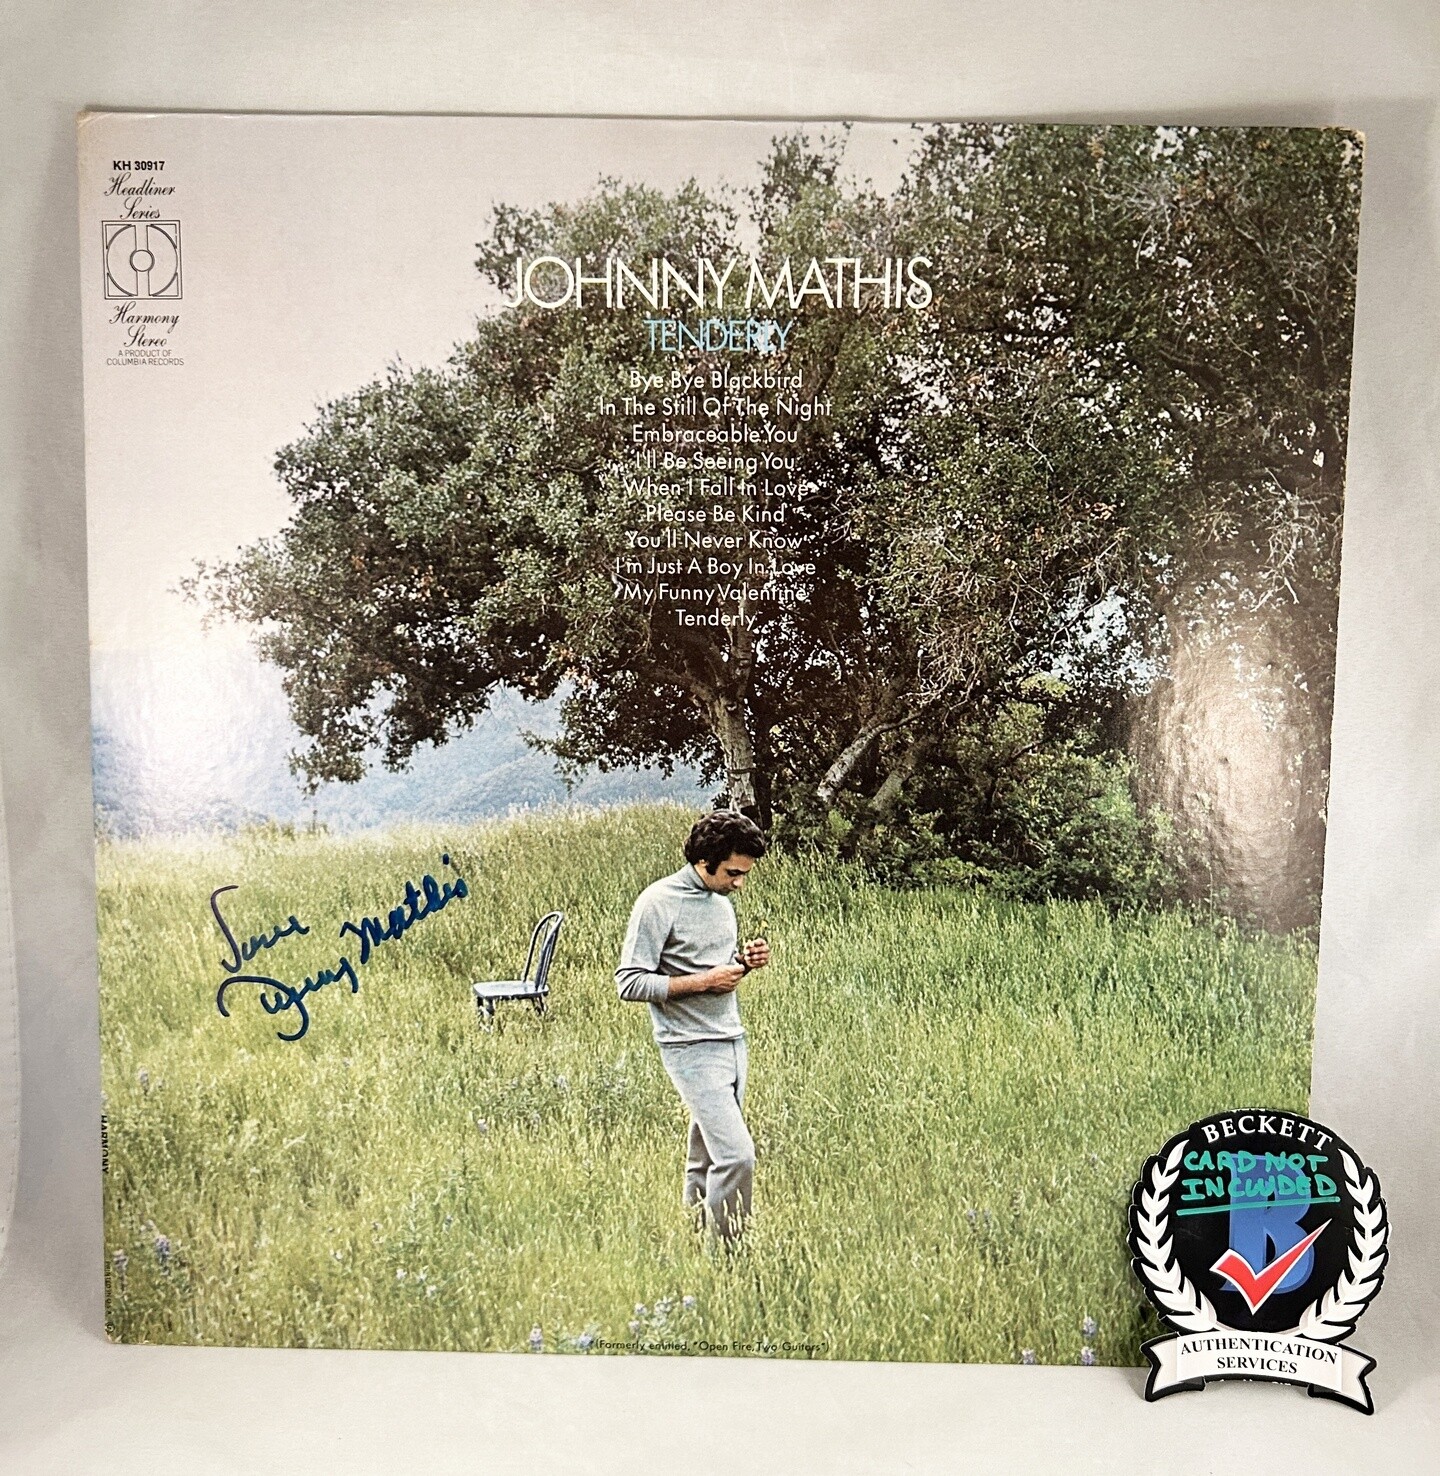 KH 30917
Headliner
Series
Harmony
Stereo
A PRODUCT OF
COLUMBIA RECORDS
JOHNNY MATHIS
TENDERLY
Bye Bye Blackbird
In The Still Of The Night
Embraceable You
I'll Be Seeing You
When I Fall In Love
Please Be Kind
You'll Never Know
I'm Just A Boy In Love
My Funny Valentine
Tenderly
Johnny Mathis
HARMONY
(Formerly entitled, "Open Fire, Two Guitars")
BECKETT
CARD NOT
INCLUDED
B
AUTHENTICATION
SERVICES